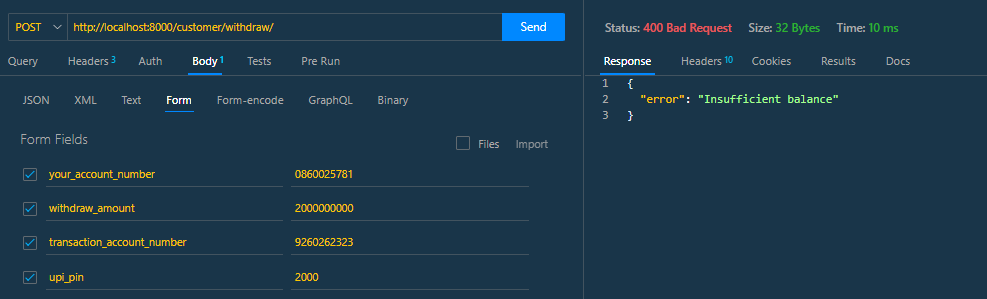 POST http://localhost:8000/customer/withdraw/ Send
Query Headers 3 Auth Body 1 Tests Pre Run
JSON XML Text Form Form-encode GraphQL Binary
Form Fields Files Import
your_account_number 0860025781
withdraw_amount 2000000000
transaction_account_number 9260262323
upi_pin 2000
Status: 400 Bad Request Size: 32 Bytes Time: 10 ms
Response Headers 10 Cookies Results Docs
1 {
2 "error": "Insufficient balance"
3 }